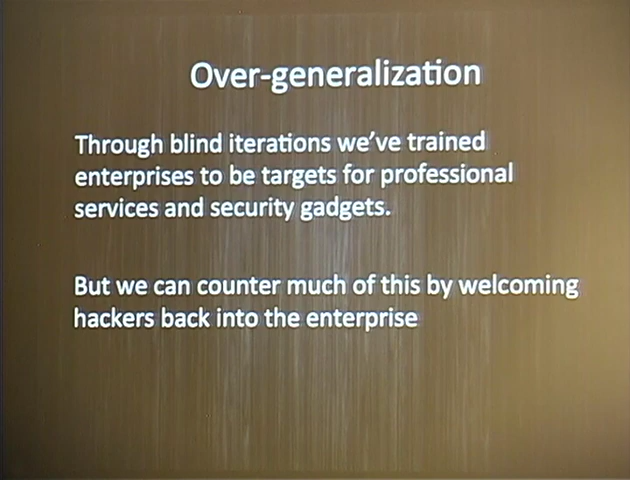 Over-generalization
Through blind iterations we've trained
enterprises to be targets for professional
services and security gadgets.
But we can counter much of this by welcoming
hackers back into the enterprise